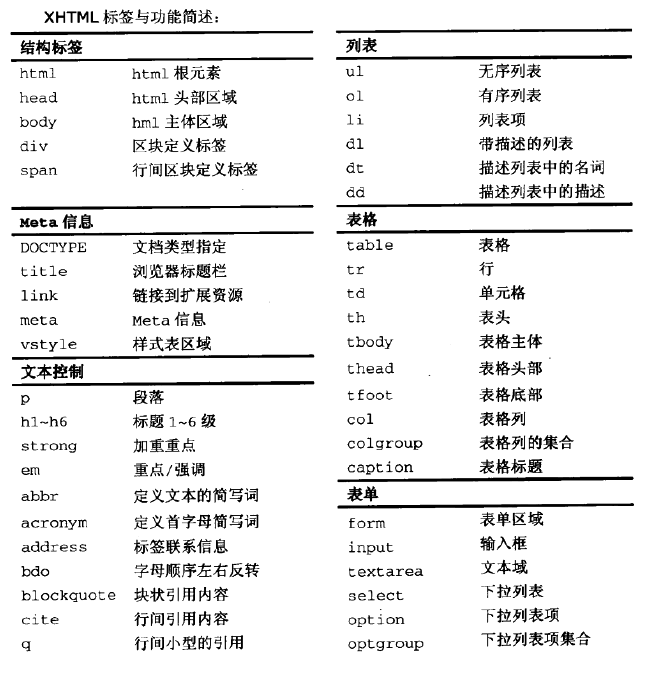 XHTML 标签与功能简述:
结构标签
html html 根元素
head html 头部区域
body hml 主体区域
div 区块定义标签
span 行间区块定义标签
Meta 信息
DOCTYPE 文档类型指定
title 浏览器标题栏
link 链接到扩展资源
meta Meta 信息
vstyle 样式表区域
文本控制
p 段落
h1~h6 标题 1~6 级
strong 加重重点
em 重点/强调
abbr 定义文本的简写词
acronym 定义首字母简写词
address 标签联系信息
bdo 字母顺序左右反转
blockquote 块状引用内容
cite 行间引用内容
q 行间小型的引用
列表
ul 无序列表
ol 有序列表
li 列表项
dl 带描述的列表
dt 描述列表中的名词
dd 描述列表中的描述
表格
table 表格
tr 行
td 单元格
th 表头
tbody 表格主体
thead 表格头部
tfoot 表格底部
col 表格列
colgroup 表格列的集合
caption 表格标题
表单
form 表单区域
input 输入框
textarea 文本域
select 下拉列表
option 下拉列表项
optgroup 下拉列表项集合